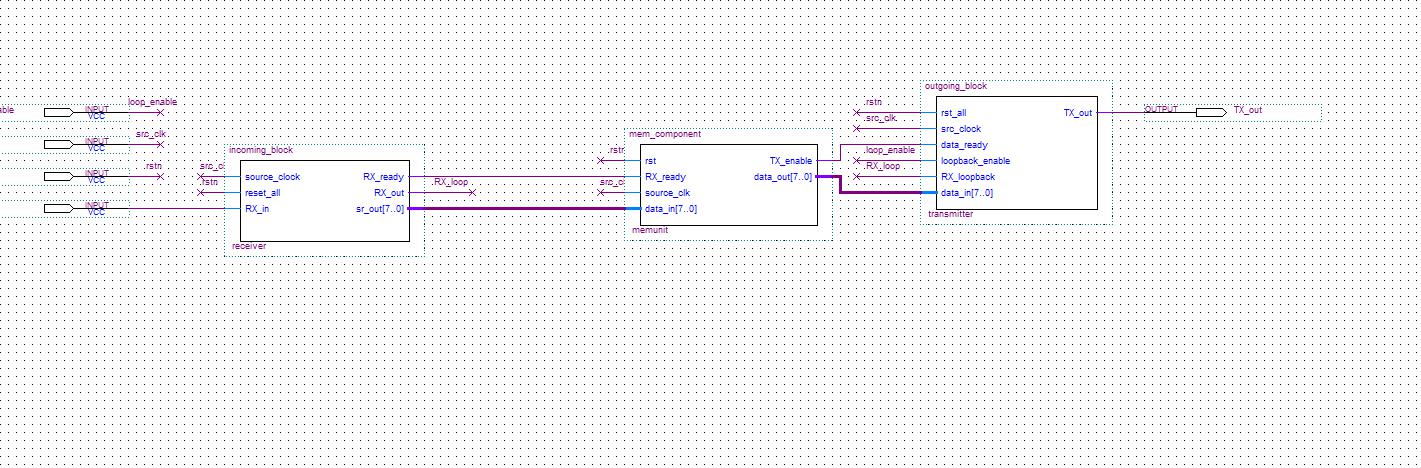 able
INPUT
VCC
loop_enable
INPUT
VCC
src_clk
INPUT
VCC
rstn
INPUT
VCC
incoming_block
src_c
rstn
source_clock
reset_all
RX_in
RX_ready
RX_out
sr_out[7..0]
receiver
RX_loop
mem_component
rstr
src_c
rst
RX_ready
source_clk
data_in[7..0]
TX_enable
data_out[7..0]
memunit
outgoing_block
rstn
src_clk
loop_enable
RX_loop
rst_all
src_clock
data_ready
loopback_enable
RX_loopback
data_in[7..0]
TX_out
transmitter
OUTPUT
TX_out